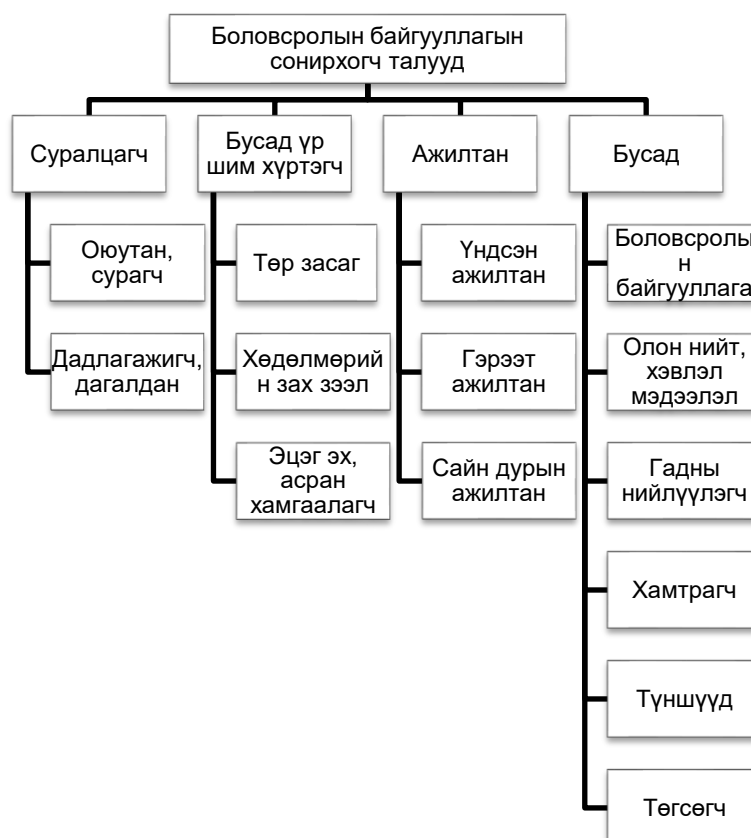 Боловсролын байгууллагын
сонирхогч талууд
Суралцагч
Бусад үр
шим хүртэгч
Ажилтан
Бусад
Оюутан,
сурагч
Дадлагажигч,
дагалдан
Төр засаг
Хөдөлмөрий
н зах зээл
Эцэг эх,
асран
хамгаалагч
Үндсэн
ажилтан
Гэрээт
ажилтан
Сайн дурын
ажилтан
Боловсролы
н
байгууллага
Олон нийт,
хэвлэл
мэдээлэл
Гадны
нийлүүлэгч
Хамтрагч
Түншүүд
Төгсөгч